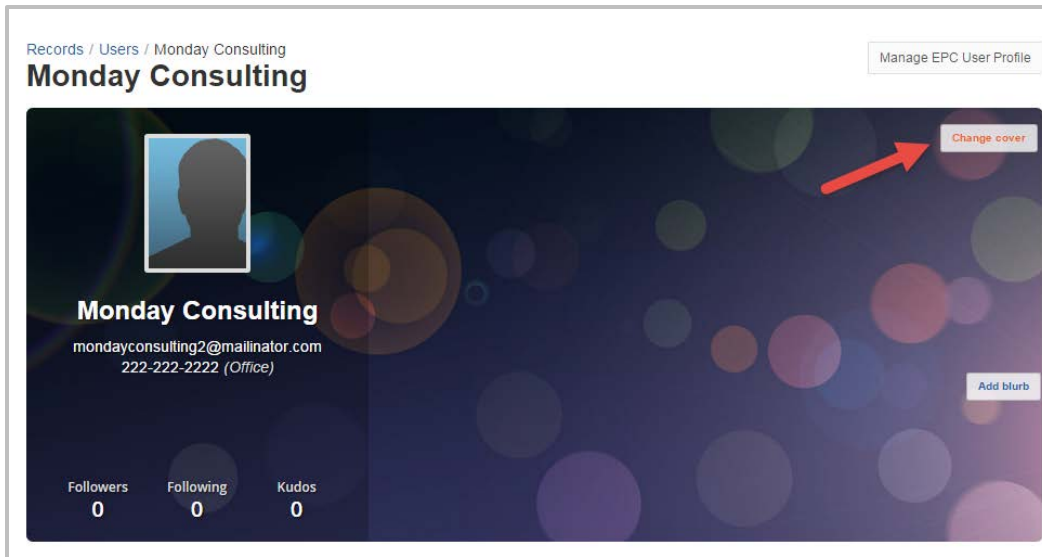 Records / Users / Monday Consulting
Monday Consulting
Manage EPC User Profile
Change cover
Monday Consulting
mondayconsulting2@mailinator.com
222-222-2222 (Office)
Add blurb
Followers Following Kudos
0 0 0